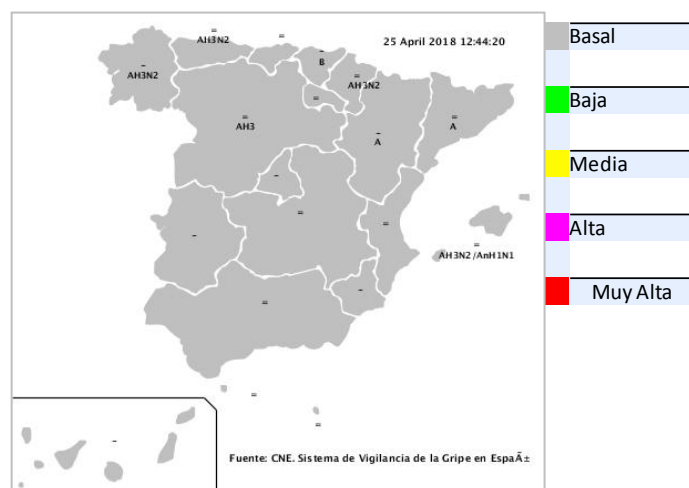 25 April 2018 12:44:20
=
AH3N2
=
–
B
–
AH3N2
=
AH3N2
=
=
AH3
–
A
=
A
–
=
=
–
=
AH3N2 /AnH1N1
–
=
=
=
–
Fuente: CNE. Sistema de Vigilancia de la Gripe en EspaÃ±
Basal
Baja
Media
Alta
Muy Alta